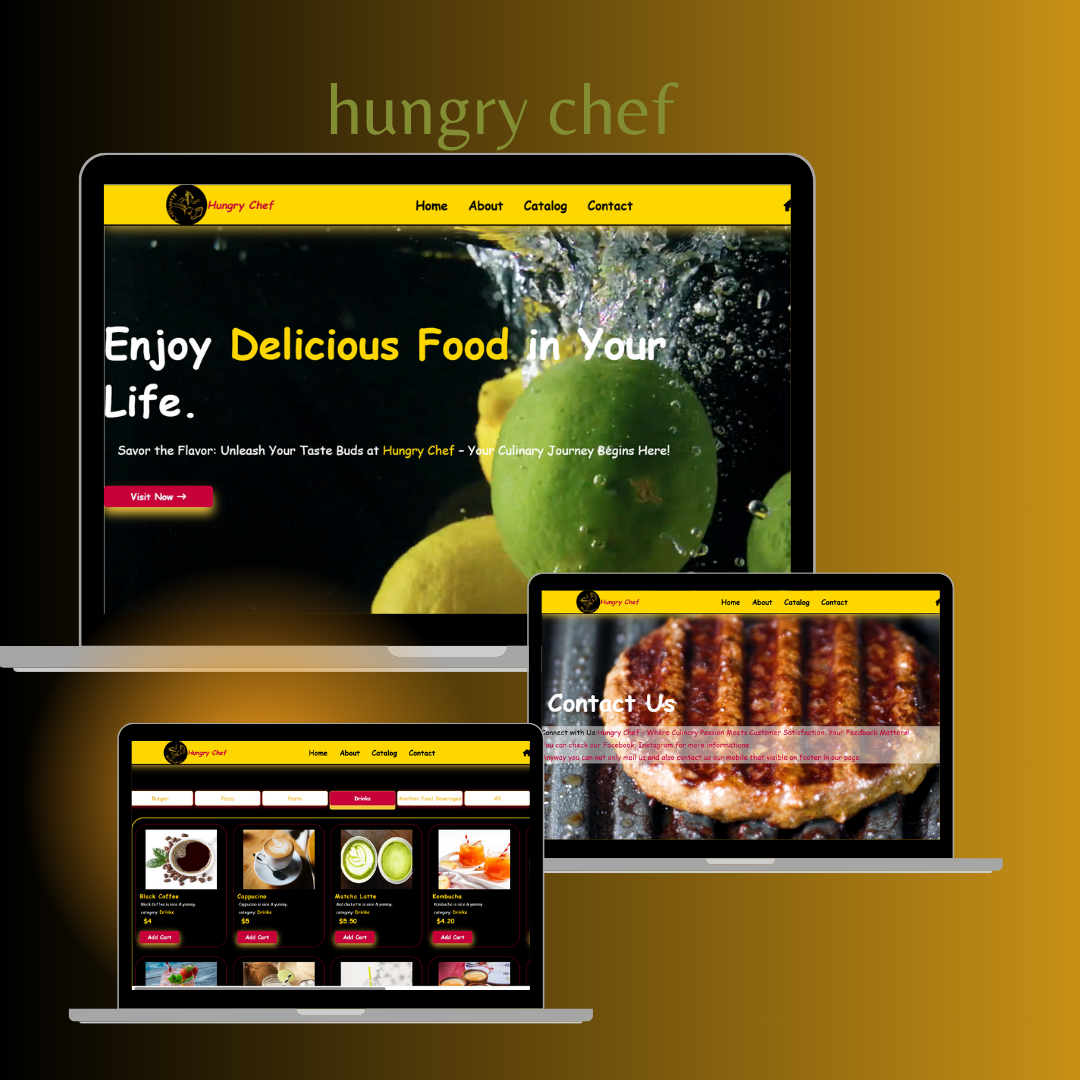 hungry chef
Hungry Chef
Home About Catalog Contact
Enjoy Delicious Food in Your
Life.
Savor the Flavor: Unleash Your Taste Buds at Hungry Chef – Your Culinary Journey Begins Here!
Visit Now →
Hungry Chef
Home About Catalog Contact
Contact Us
Connect with Us:Hungry Chef - Where Culinary Passion Meets Customer Satisfaction. Your Feedback Matters!
You can check our Facebook, Instagram for more informations
Anyway you can not only mail us and also contact us our mobile that visible on footer in our page.
Hungry Chef
Home About Catalog Contact
Burger Pizza Pasta Drinks Another Food Beverages All
Black Coffee Cappucino Matcha Latte Kombucha
Black Coffee is nice & yummy. Cappucino is nice & yummy. Matcha Latte is nice & yummy. Kombucha is nice & yummy.
category: Drinks category: Drinks category: Drinks category: Drinks
$4 $5 $5.50 $4.20
Add Cart Add Cart Add Cart Add Cart